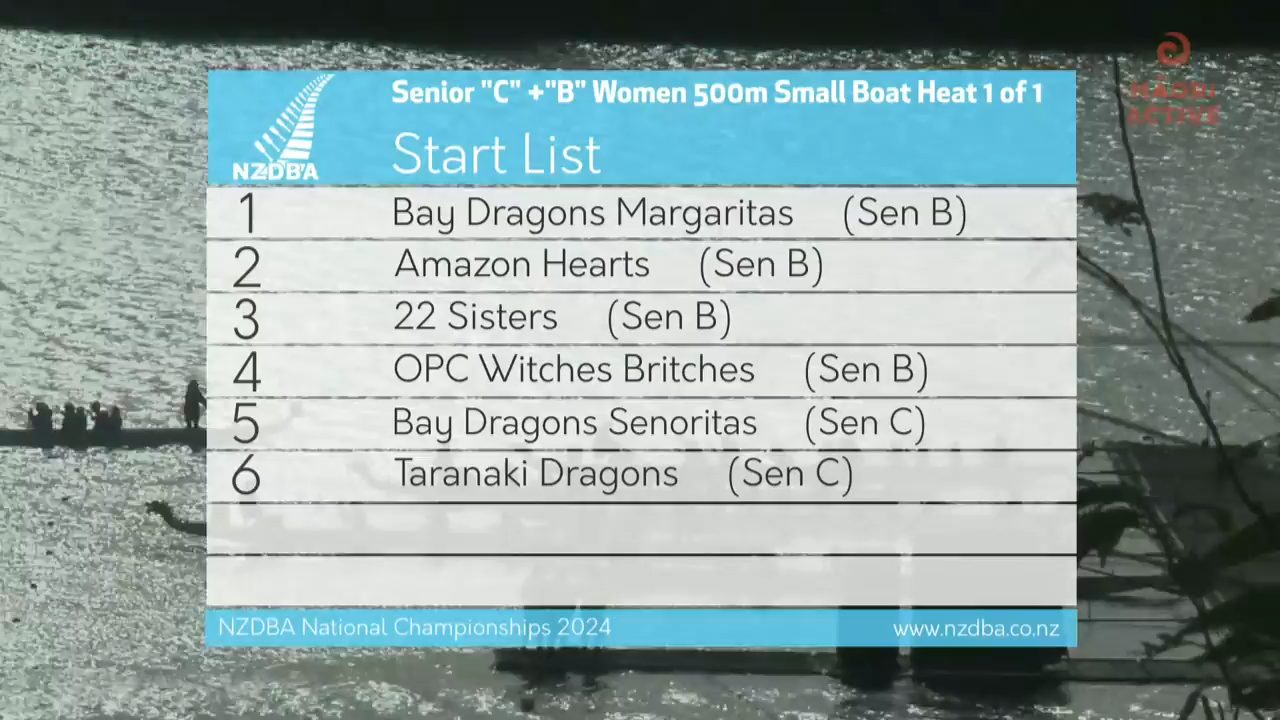 Senior "C" +"B" Women 500m Small Boat Heat 1 of 1
NZDBA
Start List
1 Bay Dragons Margaritas (Sen B)
2 Amazon Hearts (Sen B)
3 22 Sisters (Sen B)
4 OPC Witches Britches (Sen B)
5 Bay Dragons Senoritas (Sen C)
6 Taranaki Dragons (Sen C)
NZDBA National Championships 2024
www.nzdba.co.nz
MĀORI
ACTIVE